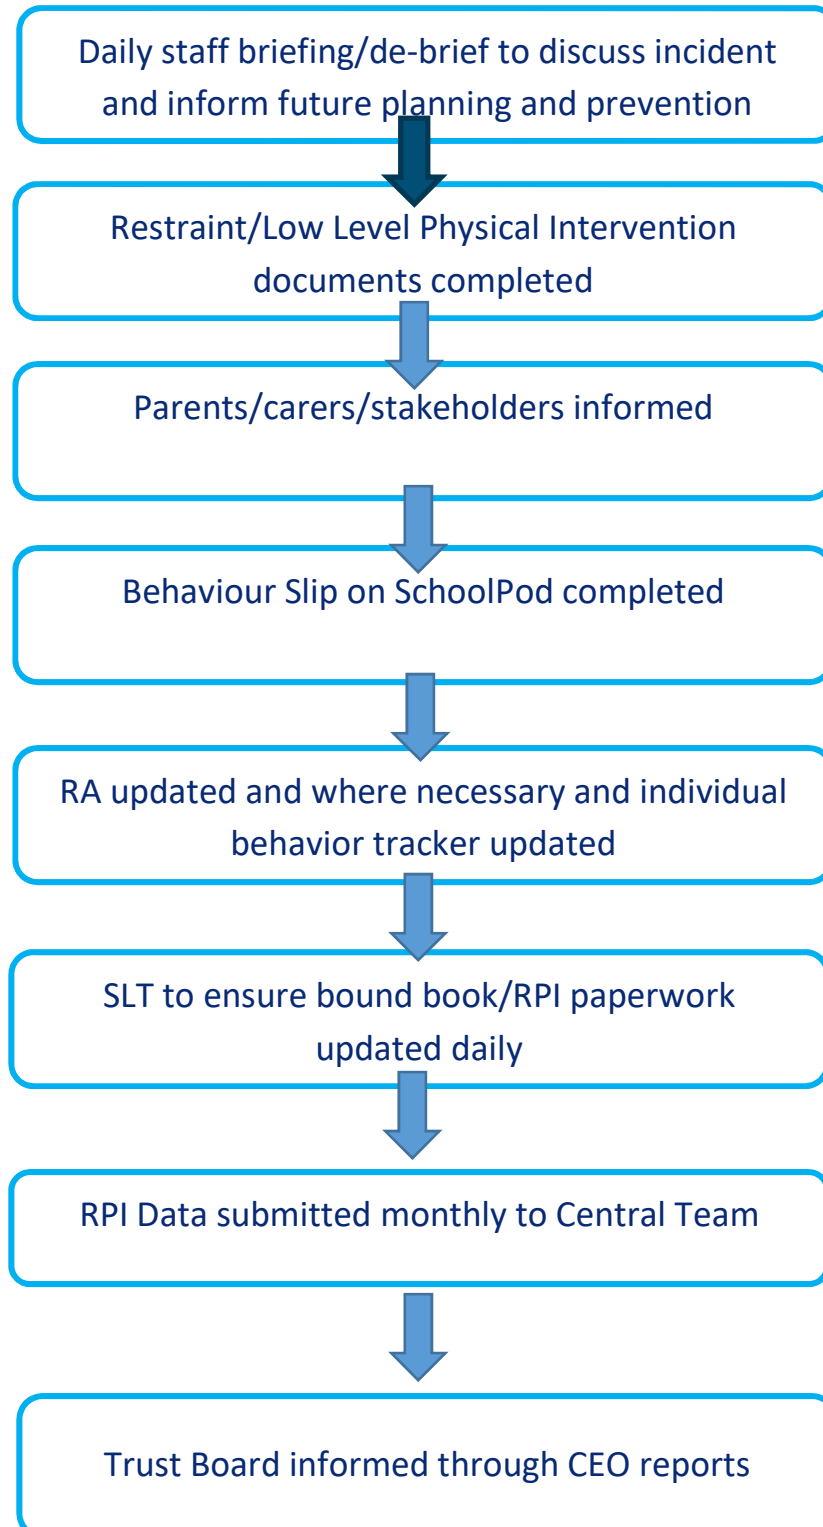 Daily staff briefing/de-brief to discuss incident
and inform future planning and prevention
Restraint/Low Level Physical Intervention
documents completed
Parents/carers/stakeholders informed
Behaviour Slip on SchoolPod completed
RA updated and where necessary and individual
behavior tracker updated
SLT to ensure bound book/RPI paperwork
updated daily
RPI Data submitted monthly to Central Team
Trust Board informed through CEO reports